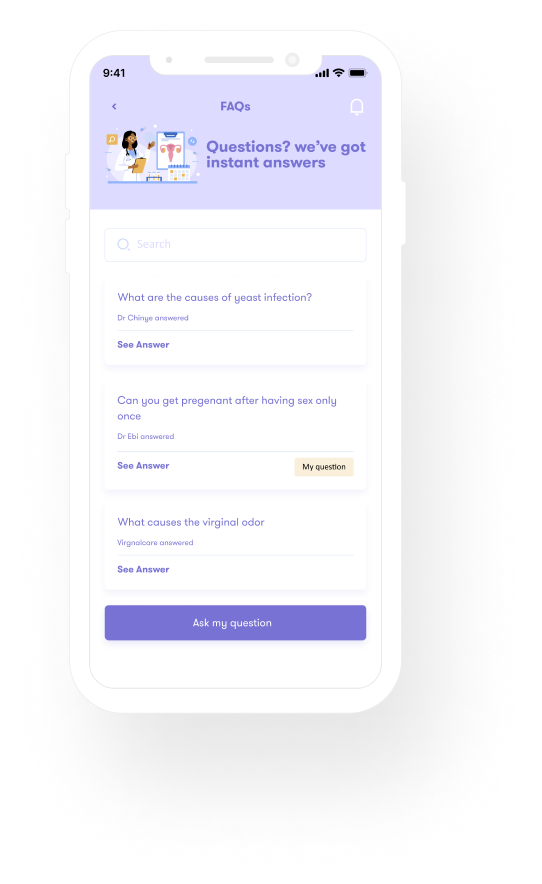 9:41
FAQs
Questions? we've got
instant answers
Search
What are the causes of yeast infection?
Dr Chinye answered
See Answer
Can you get pregenant after having sex only
once
Dr Ebi answered
See Answer
My question
What causes the virginal odor
Virgnalcare answered
See Answer
Ask my question